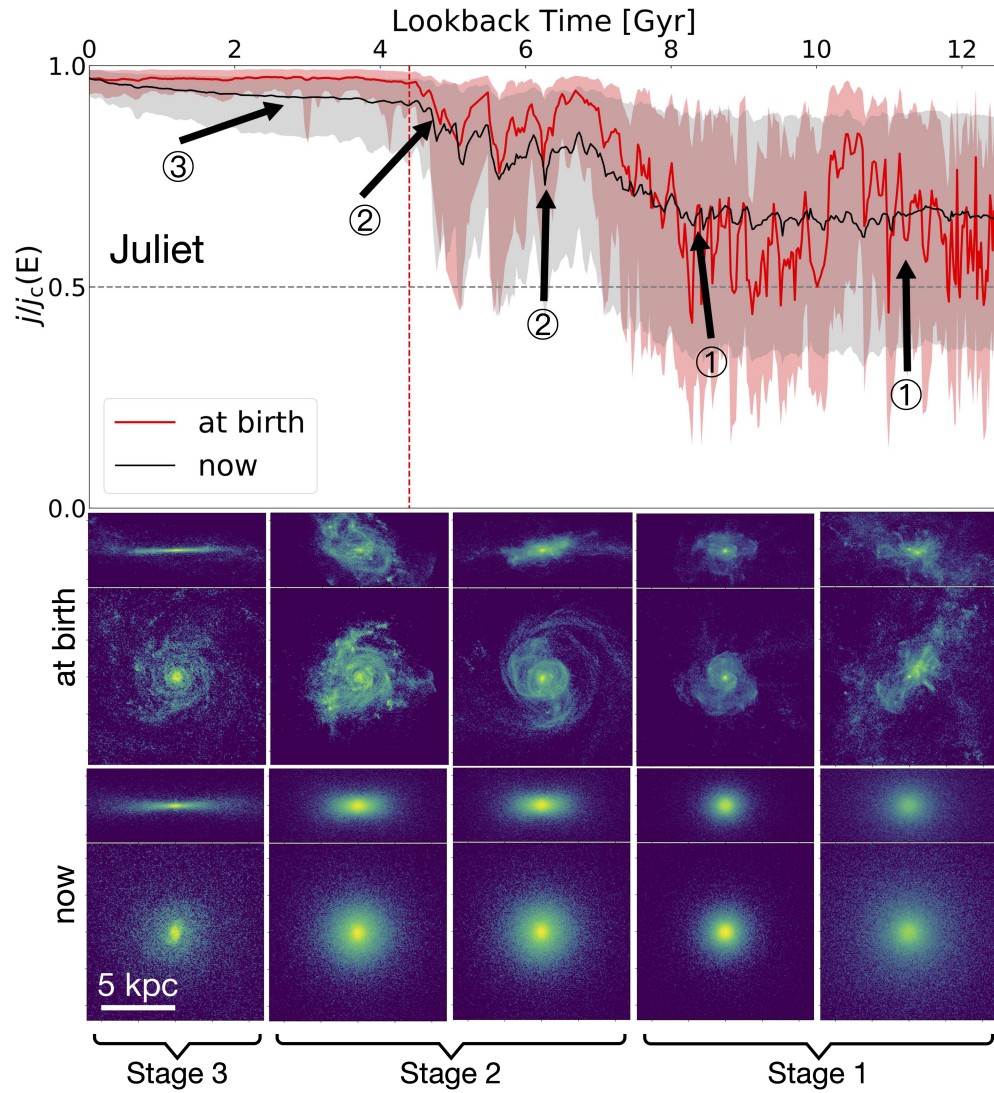 Lookback Time [Gyr]
0 2 4 6 8 10 12
1.0
③
②
Juliet
j/j_c(E)
0.5
②
①
①
at birth
now
0.0
at birth
now
5 kpc
Stage 3 Stage 2 Stage 1